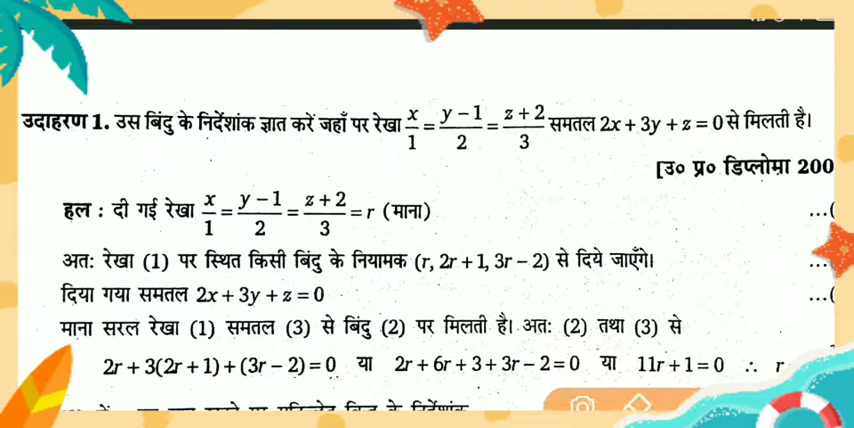 उदाहरण 1. उस बिंदु के निर्देशांक ज्ञात करें जहाँ पर रेखा x/1 = (y – 1)/2 = (z + 2)/3 समतल 2x + 3y + z = 0 से मिलती है।
[उ० प्र० डिप्लोमा 200
हल : दी गई रेखा x/1 = (y – 1)/2 = (z + 2)/3 = r (माना) ...(
अतः रेखा (1) पर स्थित किसी बिंदु के नियामक (r, 2r + 1, 3r – 2) से दिये जाएँगे। ...
दिया गया समतल 2x + 3y + z = 0 ...(
माना सरल रेखा (1) समतल (3) से बिंदु (2) पर मिलती है। अतः (2) तथा (3) से
2r + 3(2r + 1) + (3r – 2) = 0 या 2r + 6r + 3 + 3r – 2 = 0 या 11r + 1 = 0 ∴ r